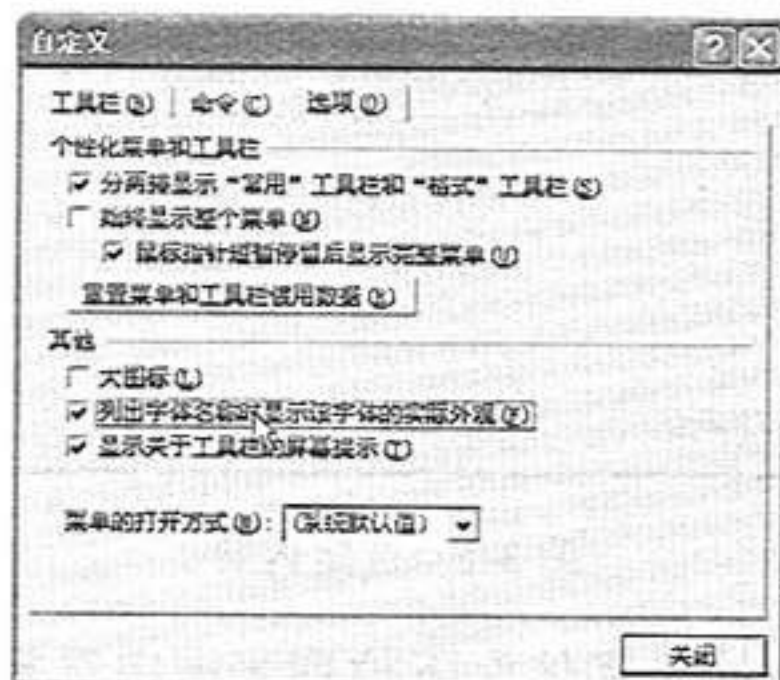 自定义
工具栏(B) 命令(C) 选项(O)
个性化菜单和工具栏
分两排显示“常用”工具栏和“格式”工具栏(S)
始终显示整个菜单(N)
鼠标指针短暂停留后显示完整菜单(U)
重置菜单和工具栏惯用数据(R)
其他
大图标(L)
列出字体名称时显示该字体的实际外观(F)
显示关于工具栏的屏幕提示(T)
菜单的打开方式(M): (系统默认值)
关闭